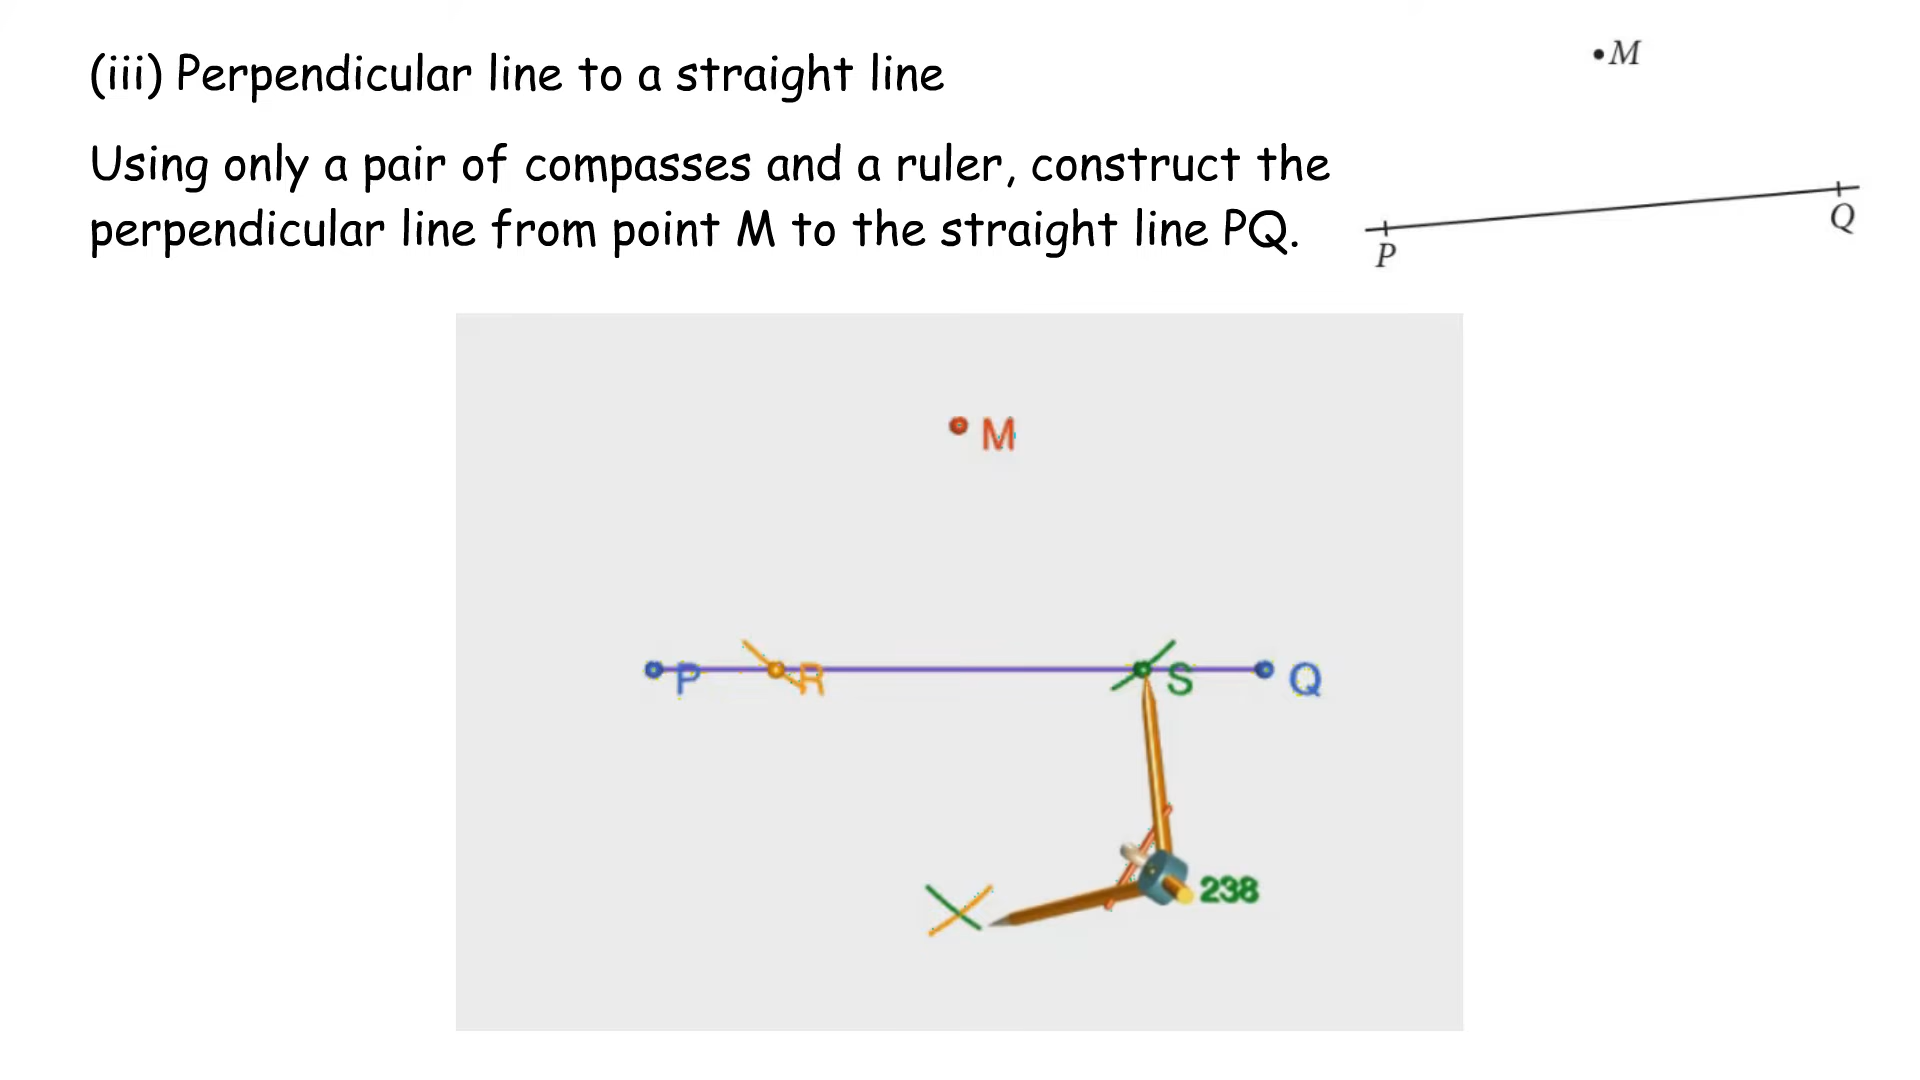 (iii) Perpendicular line to a straight line
Using only a pair of compasses and a ruler, construct the
perpendicular line from point M to the straight line PQ.
M
Q
P
M
P R S Q
238